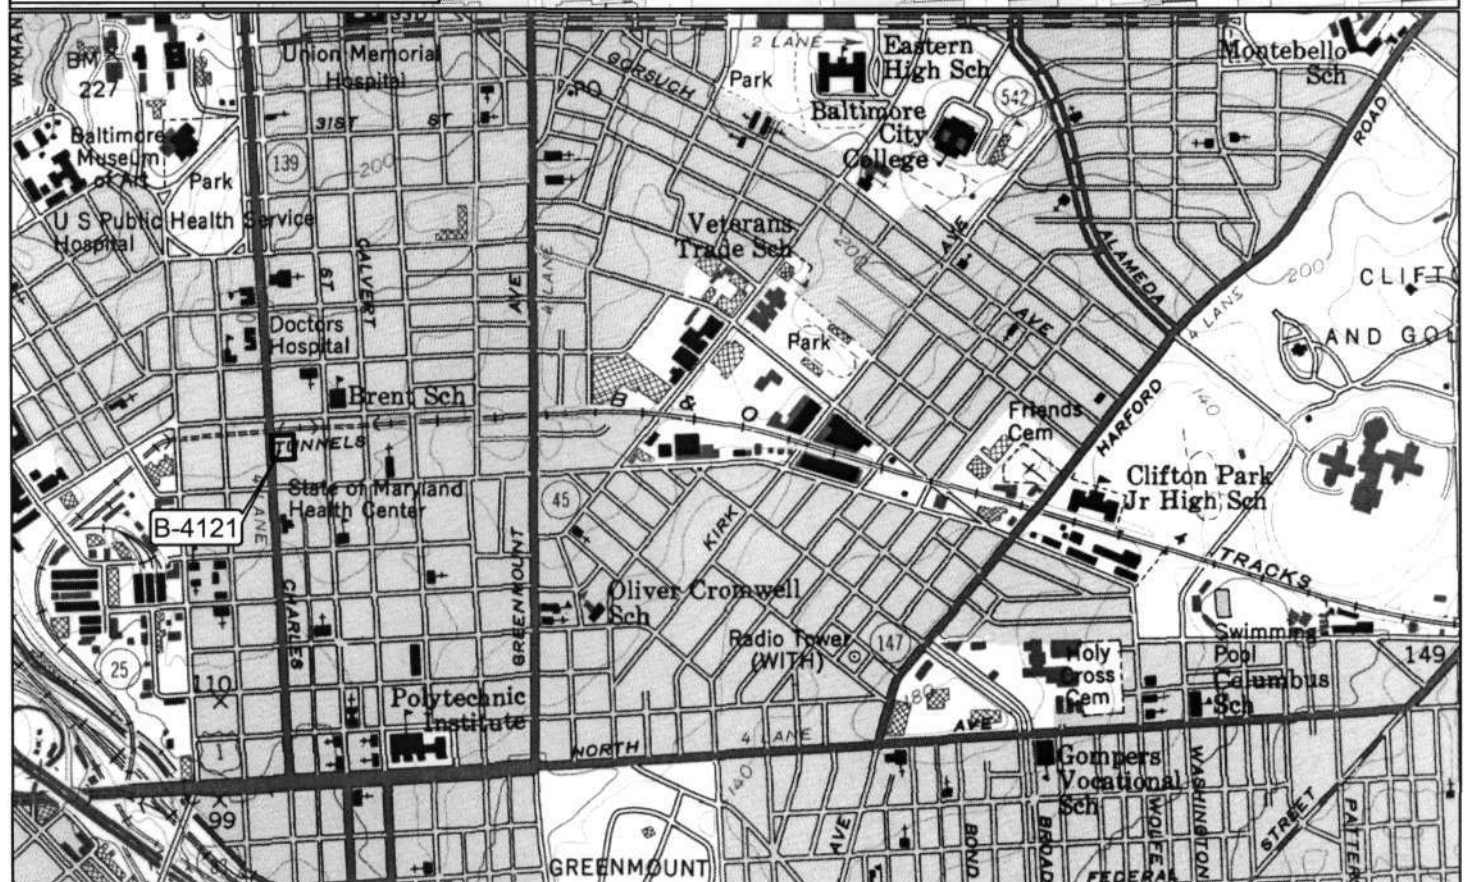 WYMAN
BM
227
Union Memorial
Hospital
31ST ST
Baltimore
Museum
of Art
Park
139
200
U S Public Health Service
Hospital
PO
GORSUCH
Park
2 LANE
Eastern
High Sch
Baltimore
City
College
542
Montebello
Sch
ROAD
Veterans
Trade Sch
200
AVE
ALAMEDA
4 LANE
AVE
ST
CALVERT
Doctors
Hospital
Brent Sch
TUNNELS
B & O
Park
AVE
4 LANE
200
CLIFT
AND GOL
140
HARFORD
Friends
Cem
Clifton Park
Jr High Sch
4 TRACKS
State of Maryland
Health Center
B-4121
LANE
45
KIRK
GREENMOUNT
CHARLES
Oliver Cromwell
Sch
Radio Tower
(WITH)
147
25
110
Polytechnic
Institute
Holy
Cross
Cem
Swimming
Pool
Columbus
Sch
149
180
NORTH
4 LANE
AVE
140
Gompers
Vocational
Sch
99
GREENMOUNT
AVE
BOND
BROAD
WOLFE
WASHINGTON
STREET
PATTER
FEDERAL